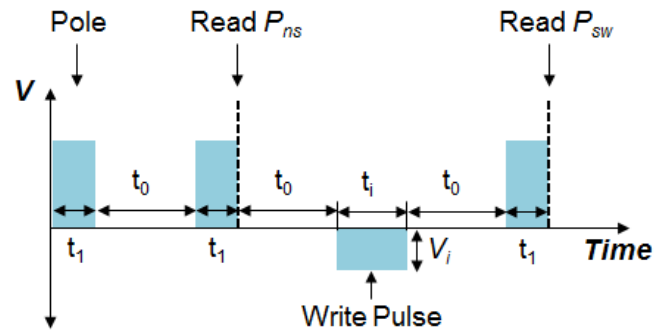 Pole Read P_ns Read P_sw
V
t_0 t_0 t_i t_0
t_1 t_1 V_i t_1 Time
Write Pulse